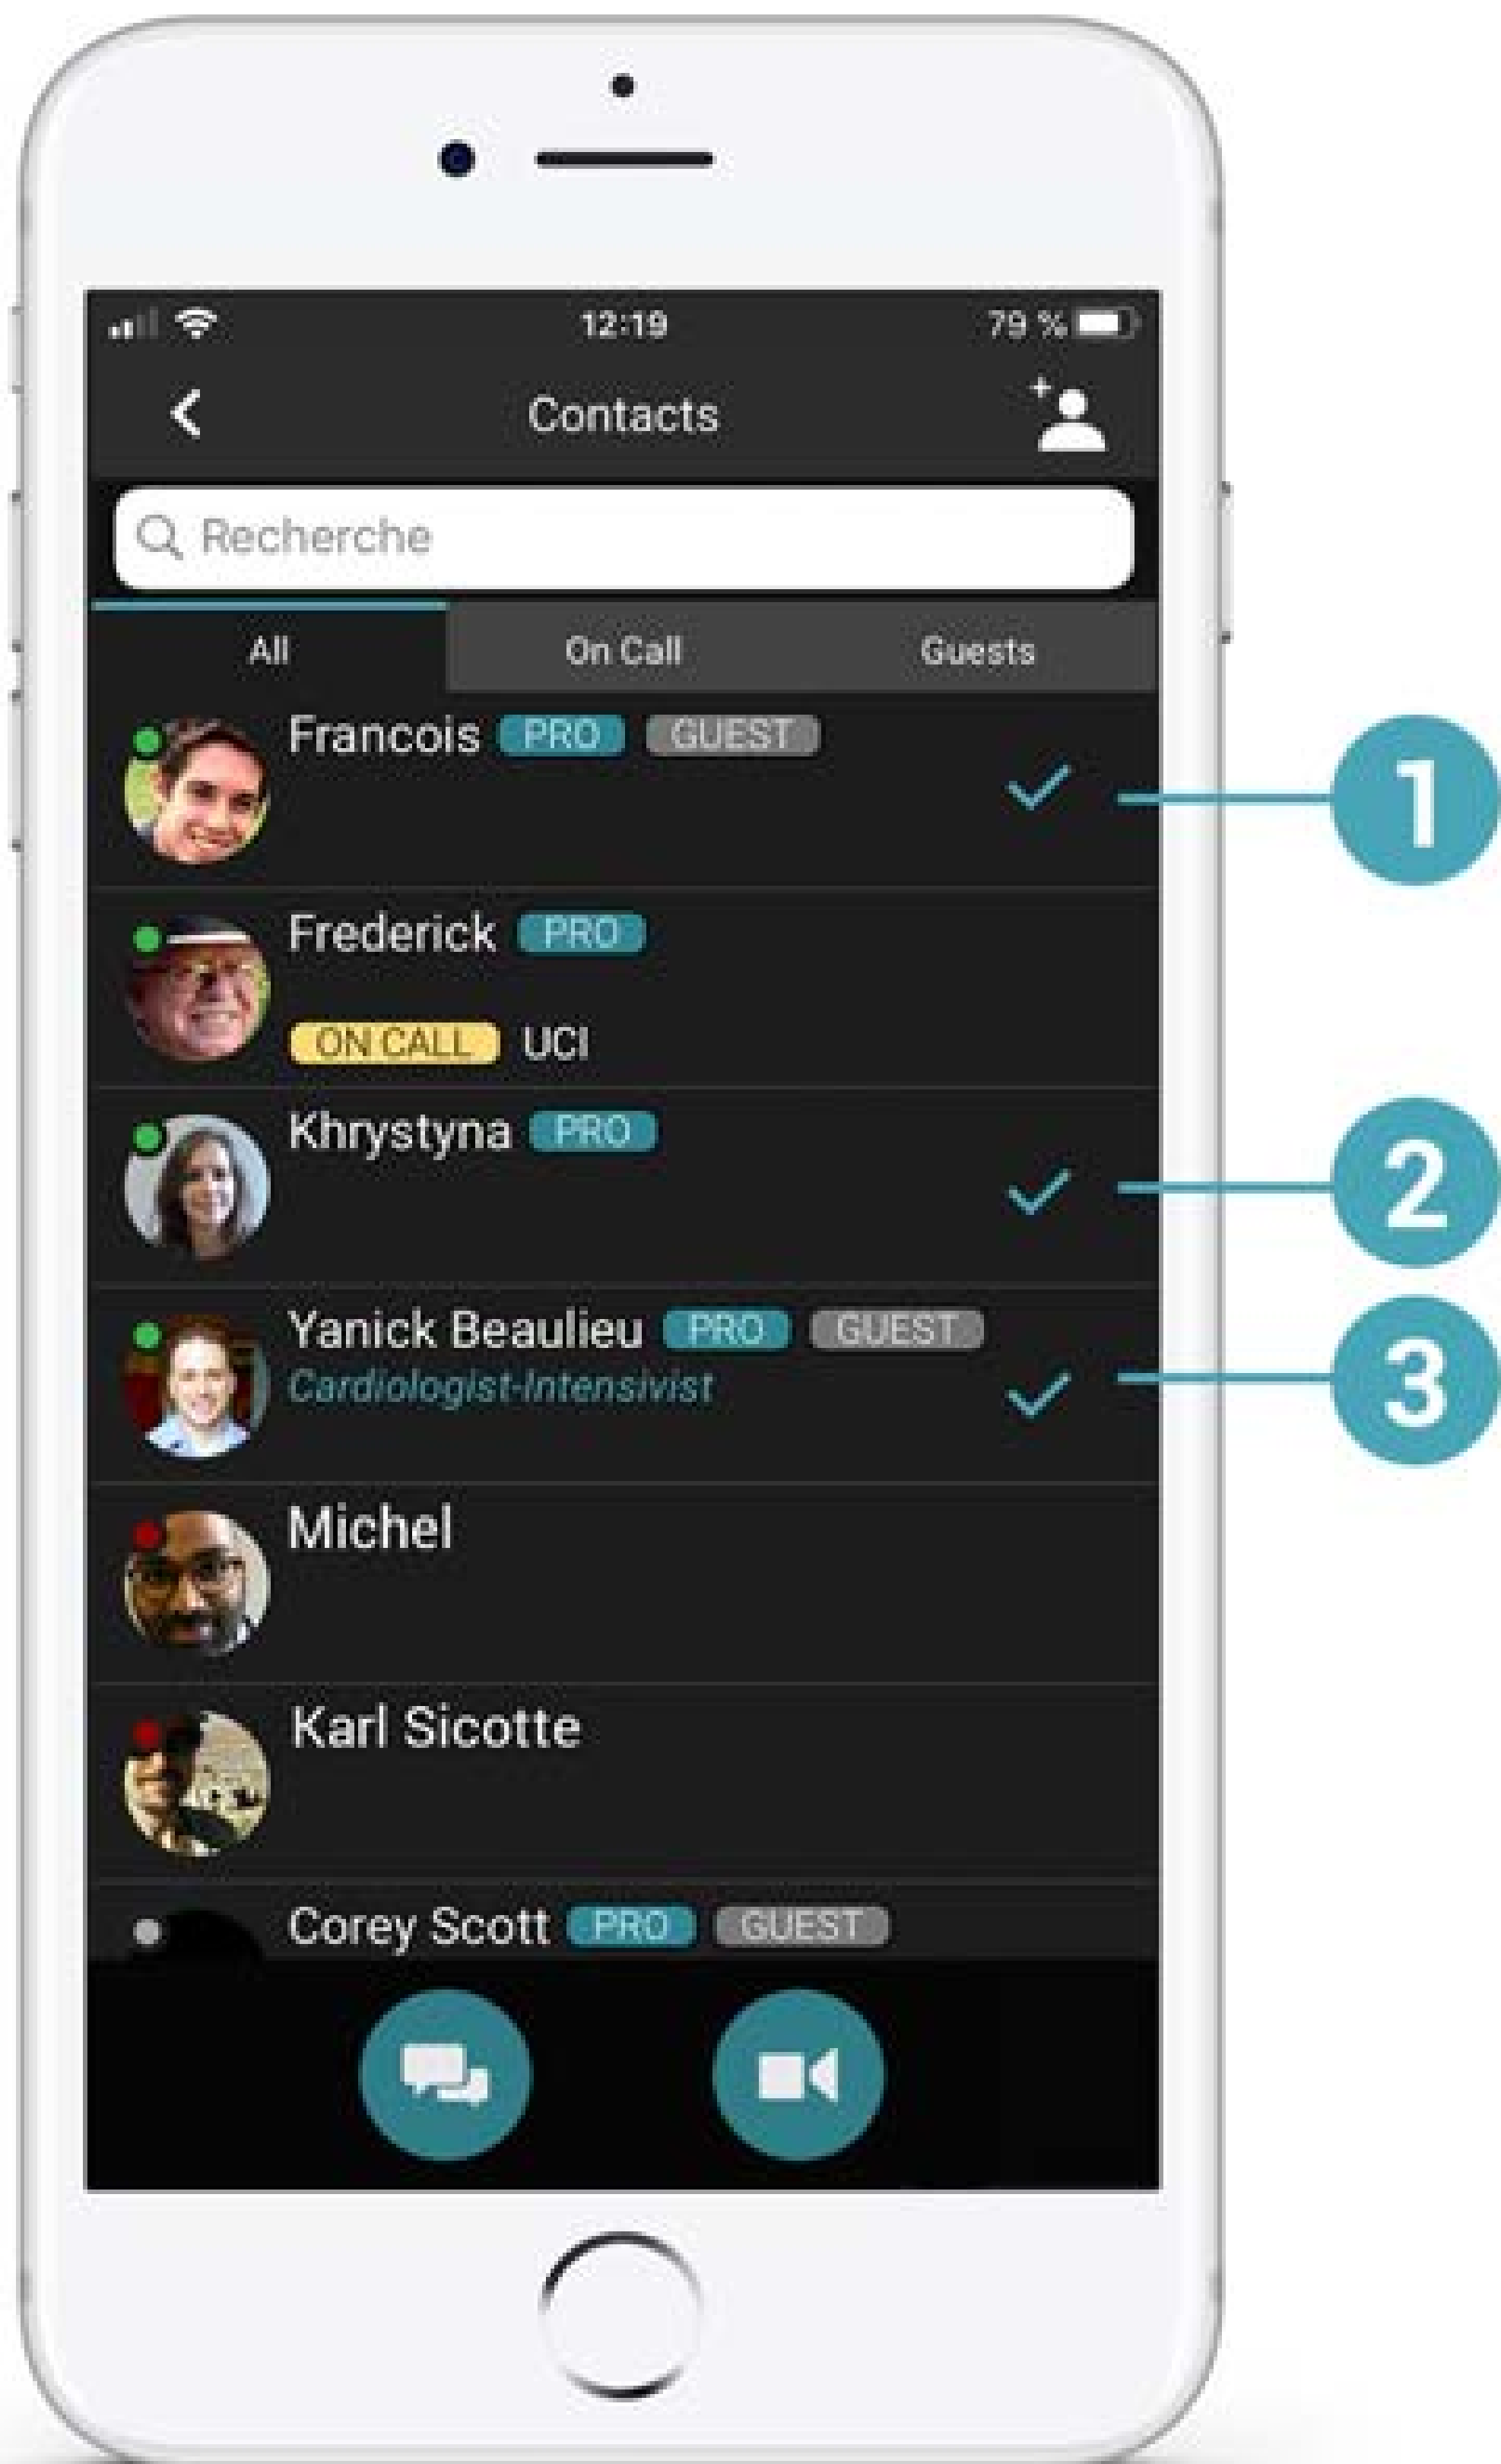 12:19
79 %
Contacts
Recherche
All On Call Guests
Francois PRO GUEST
1
Frederick PRO
ON CALL UCI
Khrystyna PRO
2
Yanick Beaulieu PRO GUEST
Cardiologist-Intensivist
3
Michel
Karl Sicotte
Corey Scott PRO GUEST